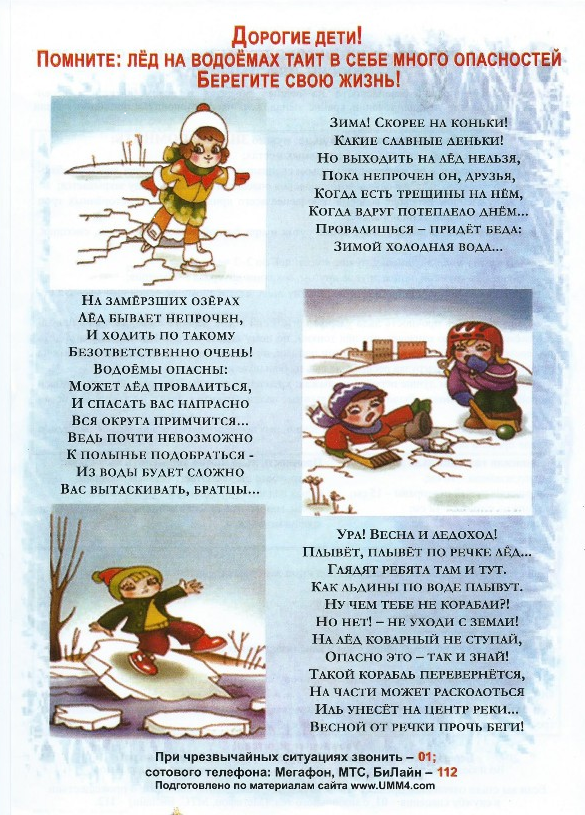 Дорогие дети!
Помните: лёд на водоёмах таит в себе много опасностей
Берегите свою жизнь!
Зима! Скорее на коньки!
Какие славные деньки!
Но выходить на лёд нельзя,
Пока непрочен он, друзья,
Когда есть трещины на нём,
Когда вдруг потеплело днём...
Провалишься – придёт беда:
Зимой холодная вода...
На замёрзших озёрах
Лёд бывает непрочен,
И ходить по такому
Безответственно очень!
Водоёмы опасны:
Может лёд провалиться,
И спасать вас напрасно
Вся округа примчится...
Ведь почти невозможно
К полынье подобраться -
Из воды будет сложно
Вас вытаскивать, братцы...
Ура! Весна и ледоход!
Плывёт, плывёт по речке лёд...
Глядят ребята там и тут.
Как льдины по воде плывут.
Ну чем тебе не корабли?!
Но нет! – не уходи с земли!
На лёд коварный не ступай,
Опасно это – так и знай!
Такой корабль перевернётся,
На части может расколоться
Иль унесёт на центр реки...
Весной от речки прочь беги!
При чрезвычайных ситуациях звонить – 01;
сотового телефона: Мегафон, МТС, БиЛайн – 112
Подготовлено по материалам сайта www.UMM4.com